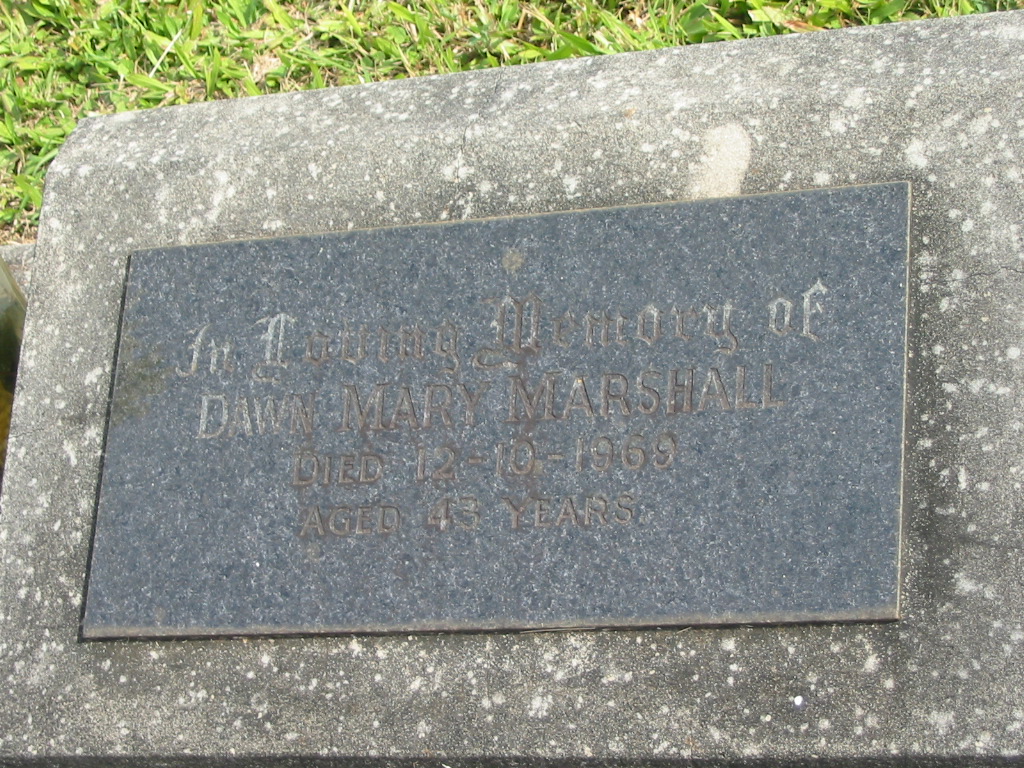 In Loving Memory of
DAWN MARY MARSHALL
DIED 12-10-1969
AGED 43 YEARS.